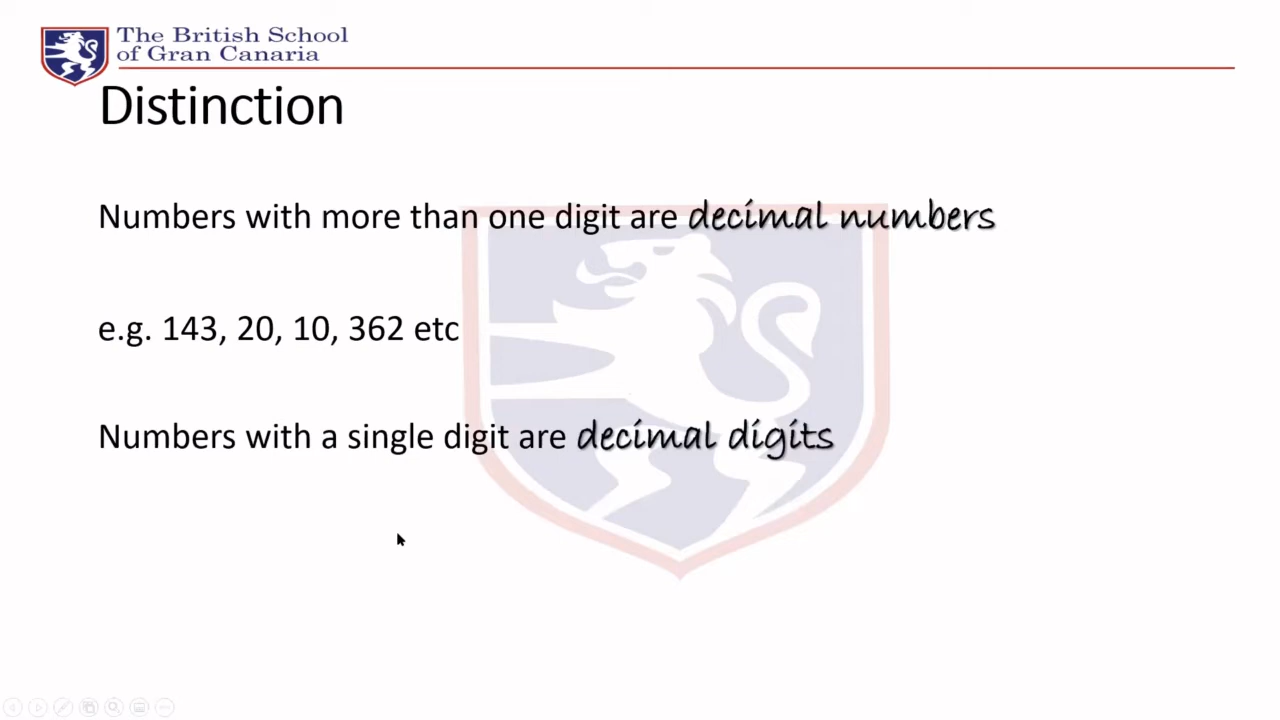 The British School
of Gran Canaria
Distinction
Numbers with more than one digit are decimal numbers
e.g. 143, 20, 10, 362 etc
Numbers with a single digit are decimal digits